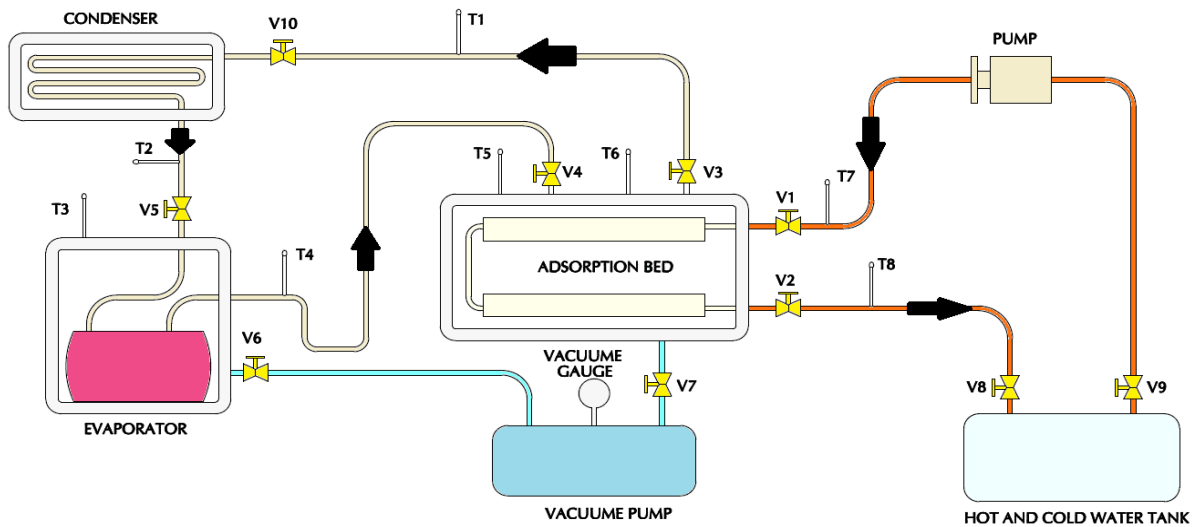 CONDENSER
V10
T1
PUMP
T2
T5
T6
V4
V3
T7
V1
T3
V5
T4
ADSORPTION BED
T8
V2
V6
VACUUME
GAUGE
V7
V8
V9
EVAPORATOR
VACUUME PUMP
HOT AND COLD WATER TANK